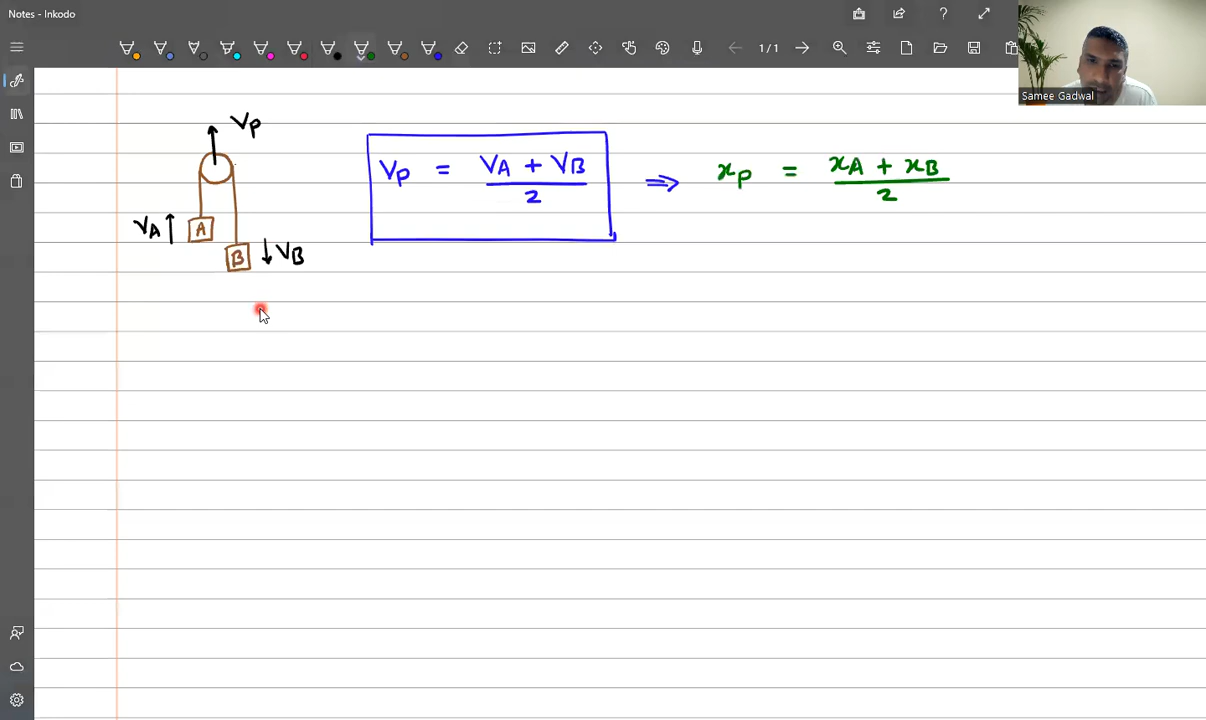 Notes - Inkodo
1 / 1
Samee Gadwal
VP
VP = VA + VB / 2 ⇒ xP = xA + xB / 2
VA ↑ A
B ↓ VB